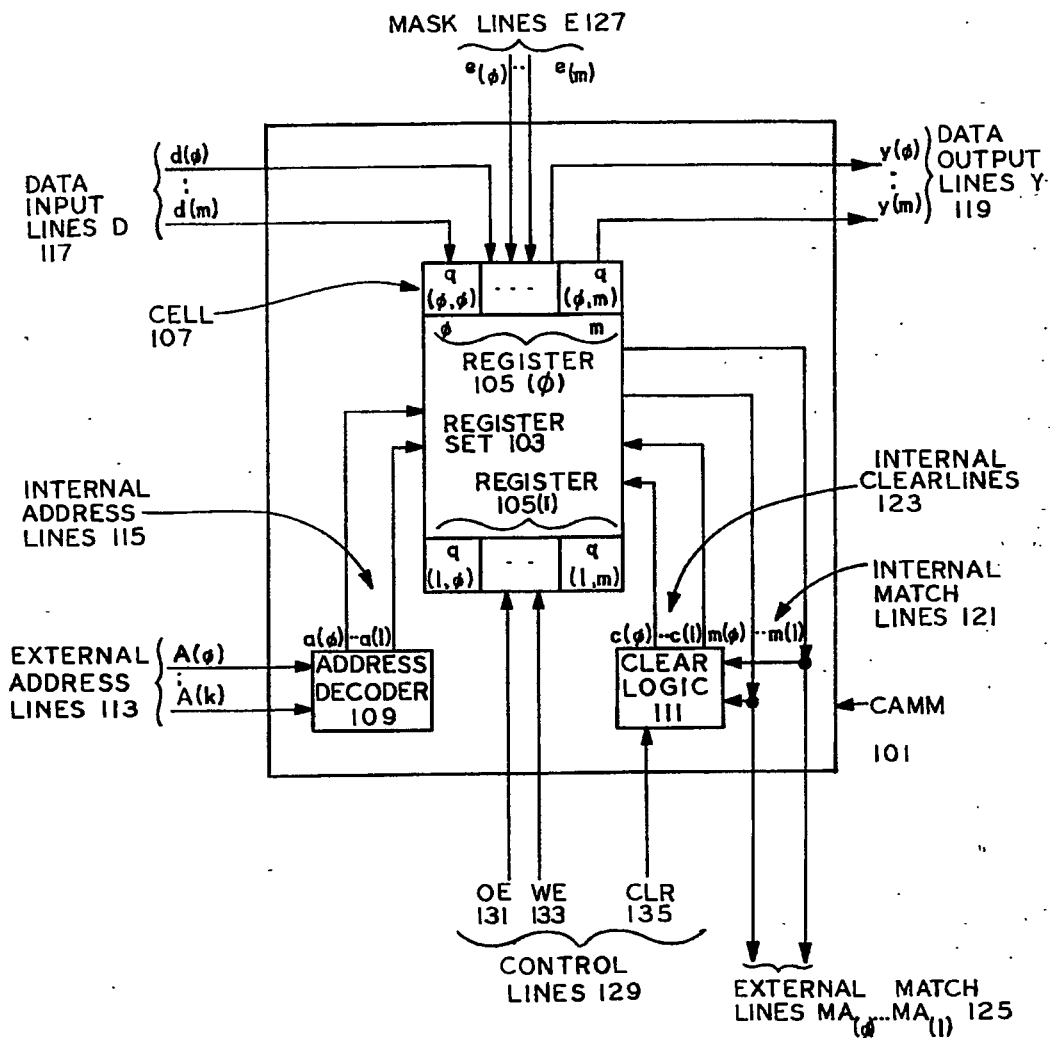 MASK LINES E127
e(ϕ) ·· e(m)
DATA
INPUT
LINES D
117
d(ϕ)
:
d(m)
y(ϕ)
:
y(m)
DATA
OUTPUT
LINES Y
119
CELL
107
q
(ϕ,ϕ)
···
q
(ϕ,m)
ϕ m
REGISTER
105 (ϕ)
REGISTER
SET 103
REGISTER
105(l)
q
(l,ϕ)
··
q
(l,m)
INTERNAL
ADDRESS
LINES 115
INTERNAL
CLEARLINES
123
INTERNAL
MATCH
LINES 121
a(ϕ)··a(l)
c(ϕ)··c(l) m(ϕ)··m(l)
EXTERNAL
ADDRESS
LINES 113
A(ϕ)
:
A(k)
ADDRESS
DECODER
109
CLEAR
LOGIC
111
CAMM
101
OE
131
WE
133
CLR
135
CONTROL
LINES 129
EXTERNAL MATCH
LINES MA(ϕ)...MA(l) 125